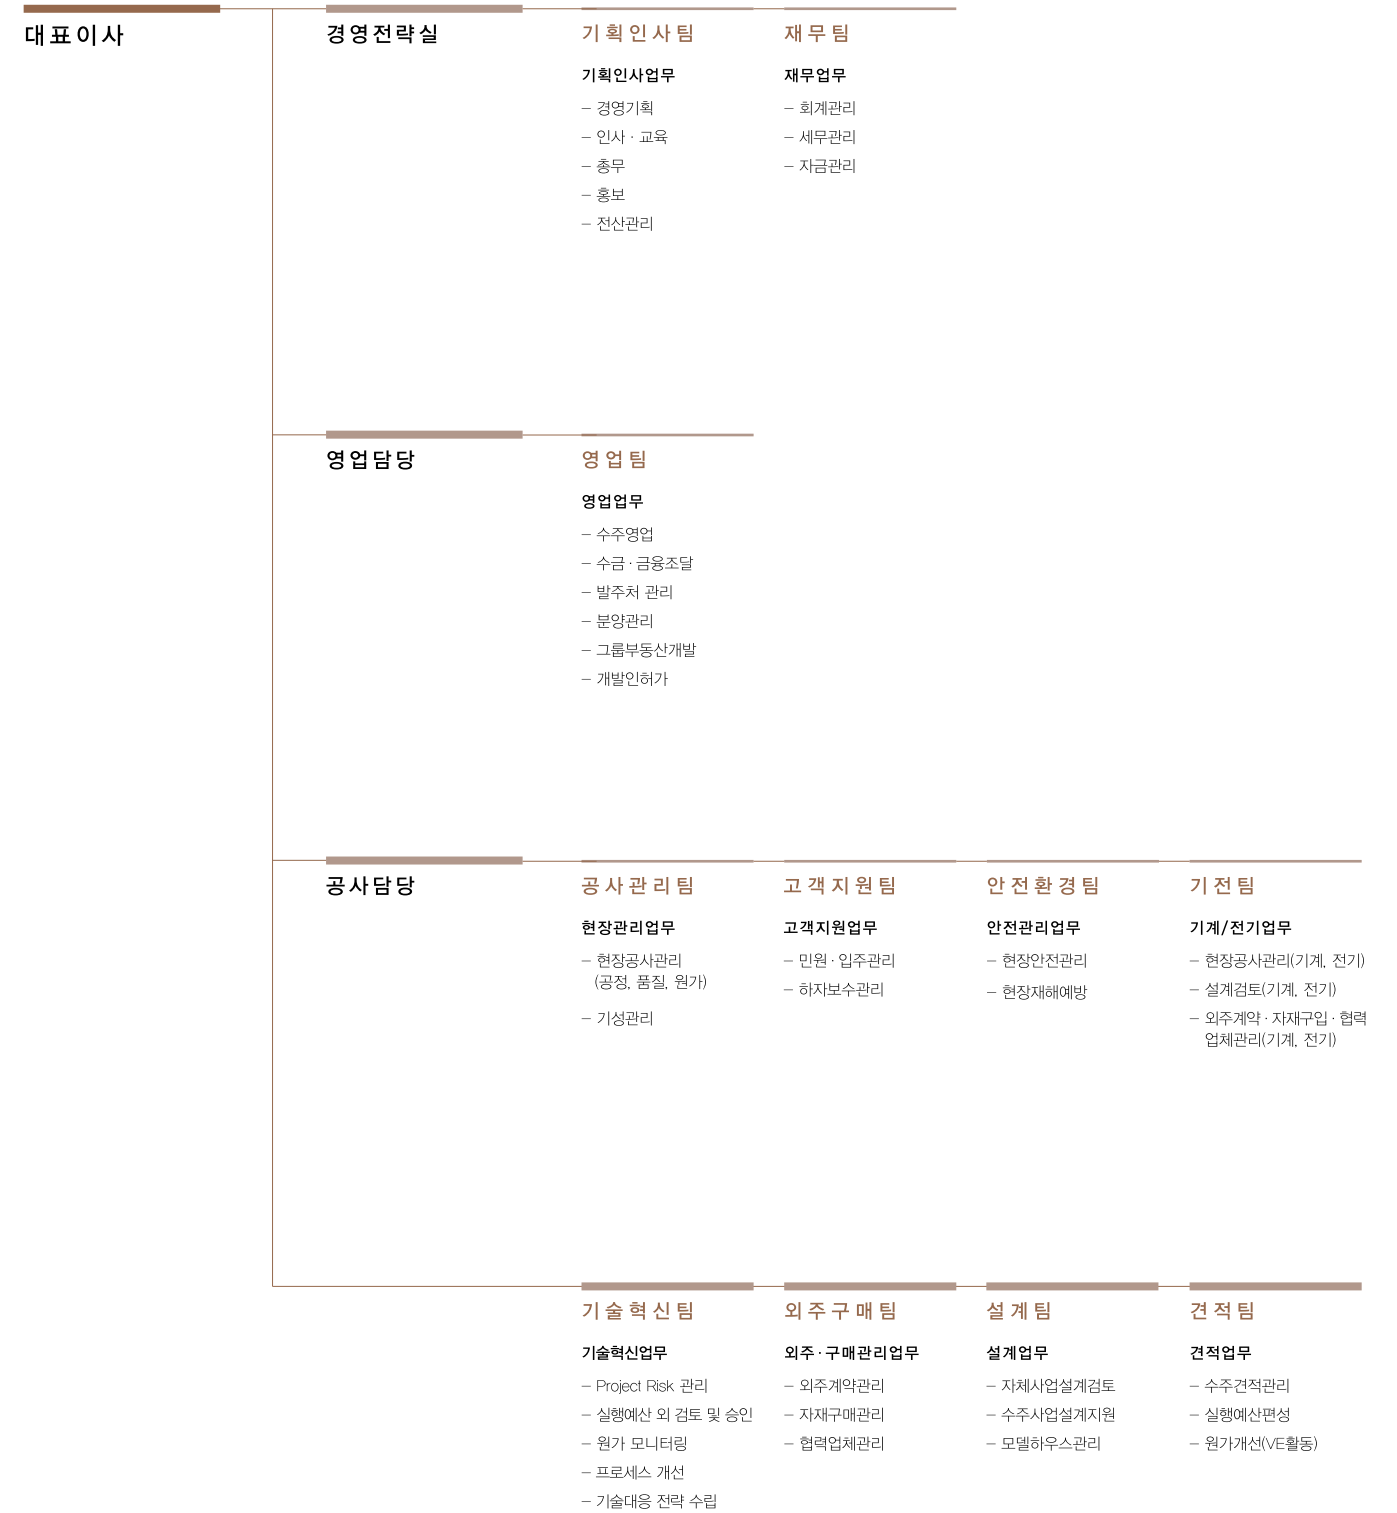 대표이사
경영전략실
기획인사팀
기획인사업무
– 경영기획
– 인사 · 교육
– 총무
– 홍보
– 전산관리
재무팀
재무업무
– 회계관리
– 세무관리
– 자금관리
영업담당
영업팀
영업업무
– 수주영업
– 수금 · 금융조달
– 발주처 관리
– 분양관리
– 그룹부동산개발
– 개발인허가
공사담당
공사관리팀
현장관리업무
– 현장공사관리
(공정, 품질, 원가)
– 기성관리
고객지원팀
고객지원업무
– 민원 · 입주관리
– 하자보수관리
안전환경팀
안전관리업무
– 현장안전관리
– 현장재해예방
기전팀
기계/전기업무
– 현장공사관리(기계, 전기)
– 설계검토(기계, 전기)
– 외주계약 · 자재구입 · 협력
업체관리(기계, 전기)
기술혁신팀
기술혁신업무
– Project Risk 관리
– 실행예산 외 검토 및 승인
– 원가 모니터링
– 프로세스 개선
– 기술대응 전략 수립
외주구매팀
외주 · 구매관리업무
– 외주계약관리
– 자재구매관리
– 협력업체관리
설계팀
설계업무
– 자체사업설계검토
– 수주사업설계지원
– 모델하우스관리
견적팀
견적업무
– 수주견적관리
– 실행예산편성
– 원가개선(VE활동)